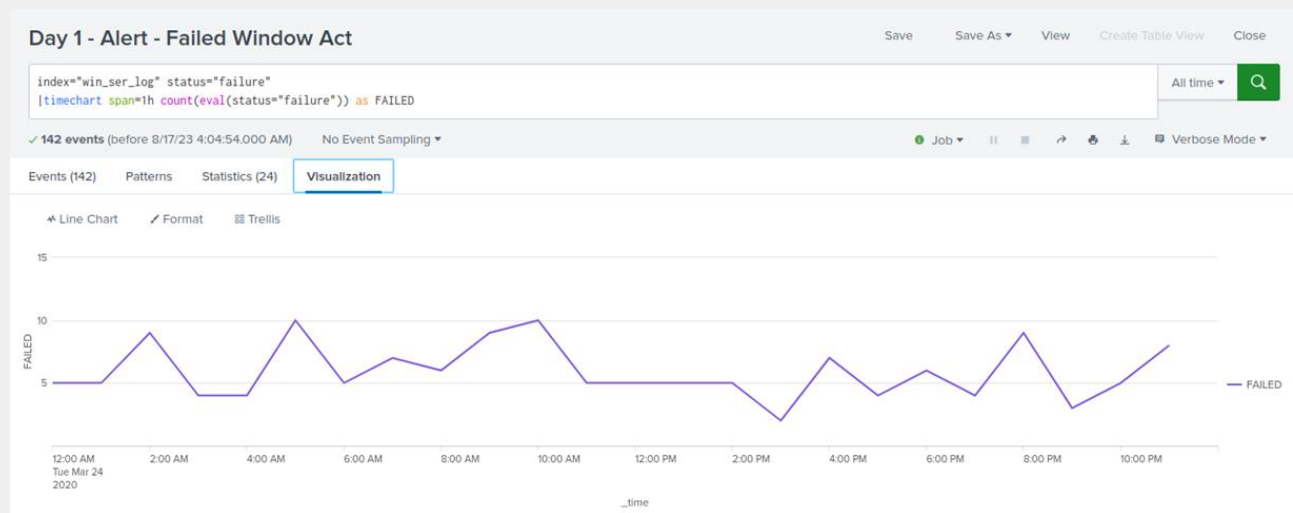 Day 1 - Alert - Failed Window Act
Save Save As View Create Table View Close
index="win_ser_log" status="failure"
|timechart span=1h count(eval(status="failure")) as FAILED
All time
142 events (before 8/17/23 4:04:54.000 AM) No Event Sampling Job Verbose Mode
Events (142) Patterns Statistics (24) Visualization
Line Chart Format Trellis
15
10
5
FAILED
FAILED
12:00 AM 2:00 AM 4:00 AM 6:00 AM 8:00 AM 10:00 AM 12:00 PM 2:00 PM 4:00 PM 6:00 PM 8:00 PM 10:00 PM
Tue Mar 24
2020
_time